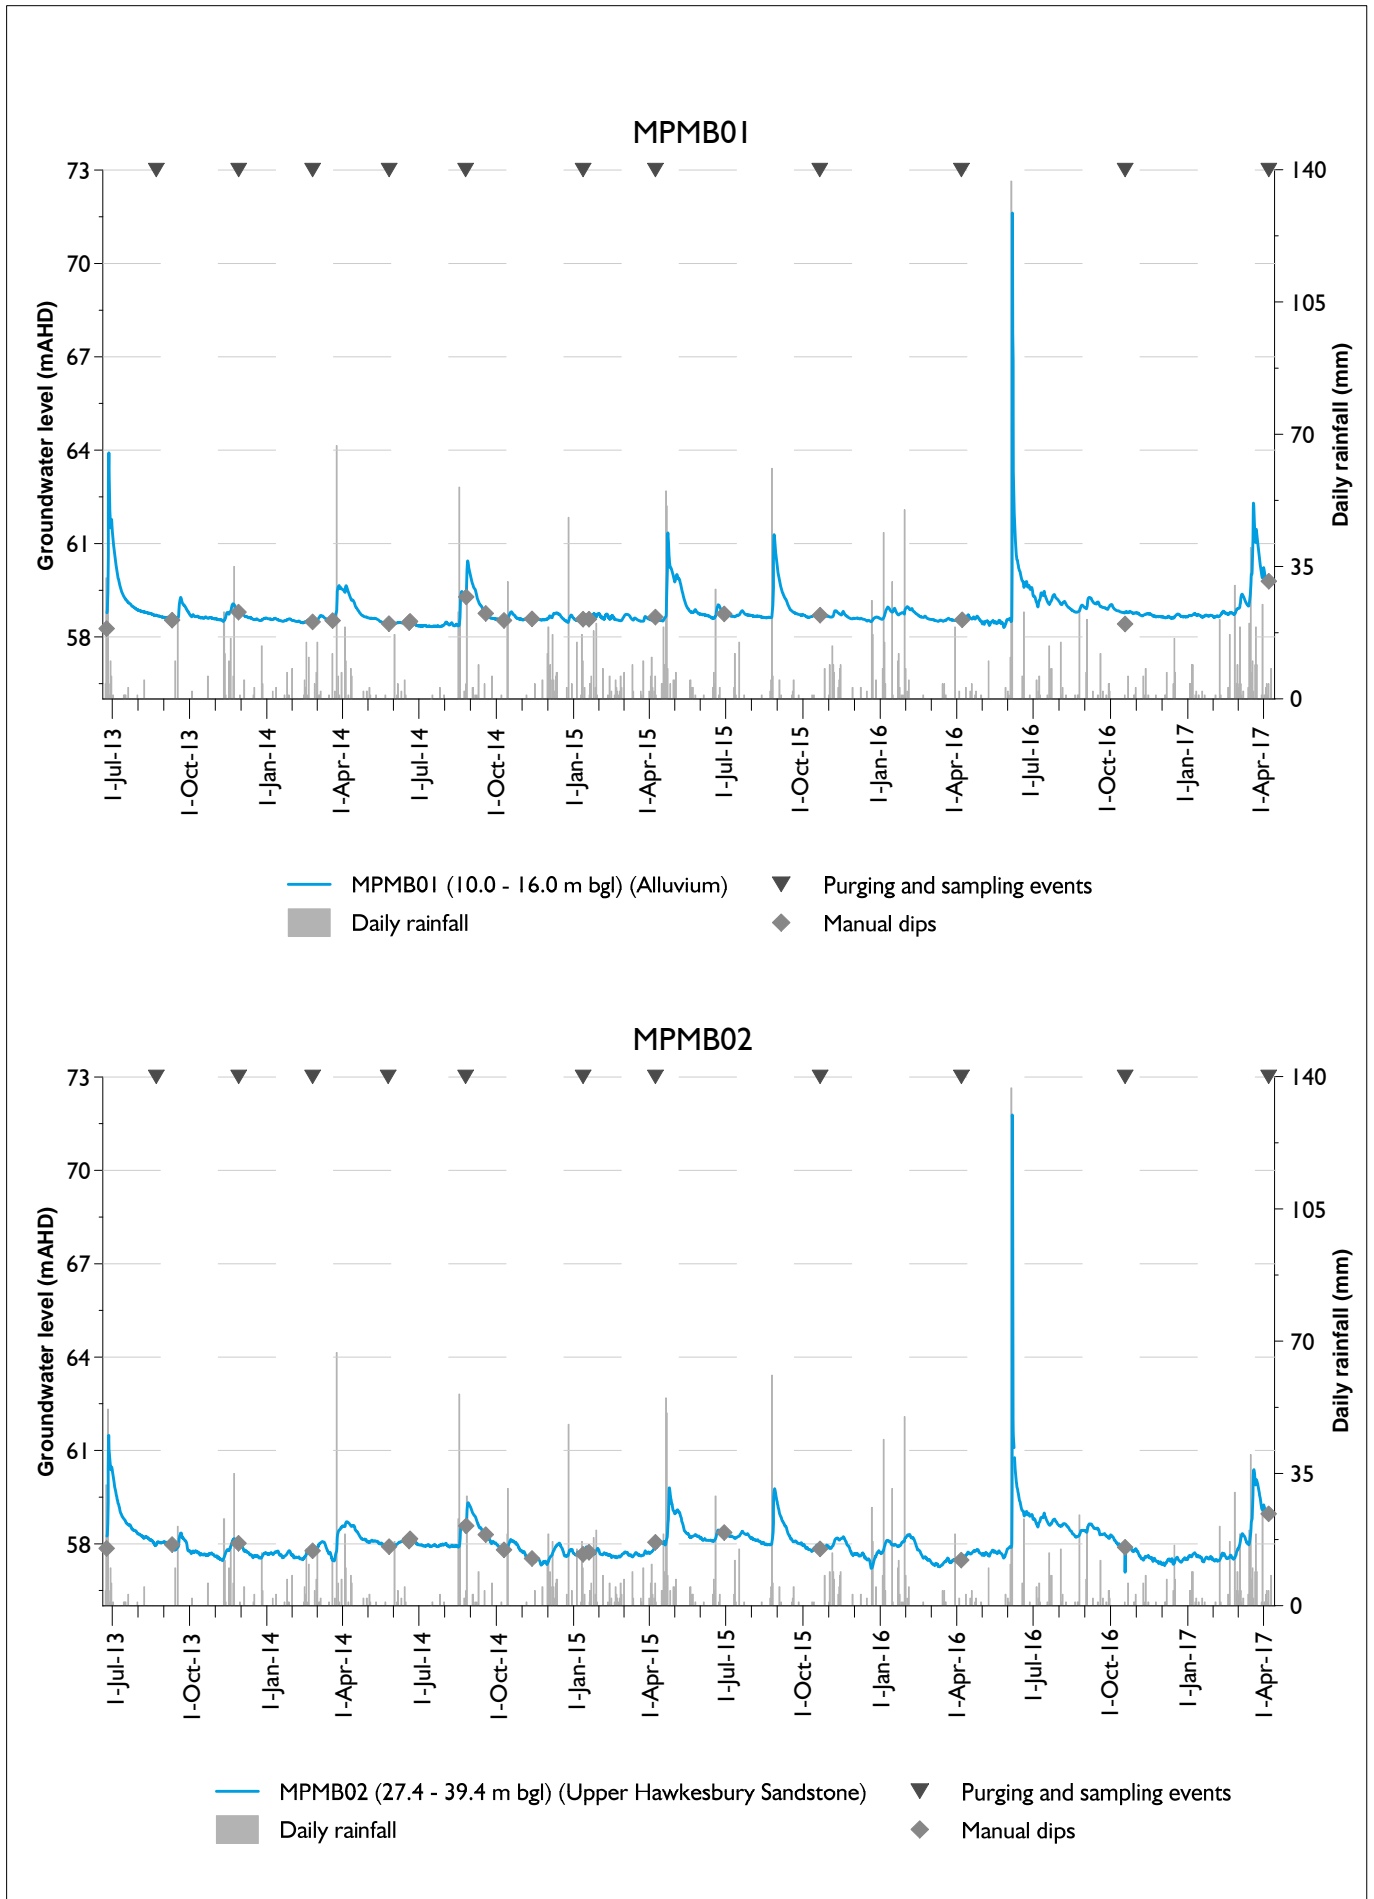 MPMB01
73
140
70
105
67
64
70
61
35
58
0
Groundwater level (mAHD)
Daily rainfall (mm)
1-Jul-13
1-Oct-13
1-Jan-14
1-Apr-14
1-Jul-14
1-Oct-14
1-Jan-15
1-Apr-15
1-Jul-15
1-Oct-15
1-Jan-16
1-Apr-16
1-Jul-16
1-Oct-16
1-Jan-17
1-Apr-17
MPMB01 (10.0 - 16.0 m bgl) (Alluvium)
Purging and sampling events
Daily rainfall
Manual dips
MPMB02
73
140
70
105
67
64
70
61
35
58
0
Groundwater level (mAHD)
Daily rainfall (mm)
1-Jul-13
1-Oct-13
1-Jan-14
1-Apr-14
1-Jul-14
1-Oct-14
1-Jan-15
1-Apr-15
1-Jul-15
1-Oct-15
1-Jan-16
1-Apr-16
1-Jul-16
1-Oct-16
1-Jan-17
1-Apr-17
MPMB02 (27.4 - 39.4 m bgl) (Upper Hawkesbury Sandstone)
Purging and sampling events
Daily rainfall
Manual dips